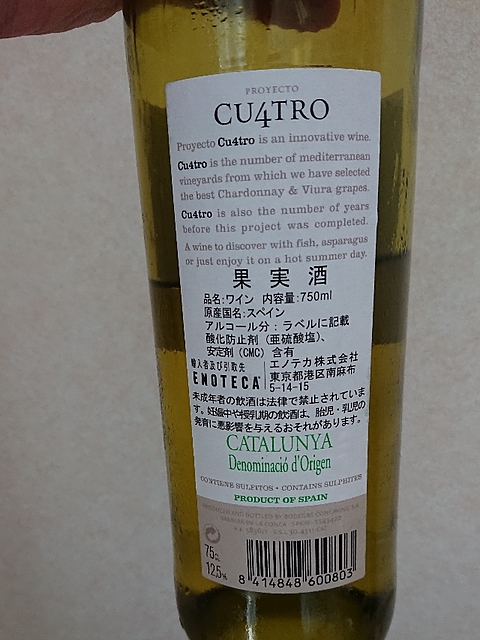 PROYECTO
CU4TRO
Proyecto Cu4tro is an innovative wine.
Cu4tro is the number of mediterranean
vineyards from which we have selected
the best Chardonnay & Viura grapes.
Cu4tro is also the number of years
before this project was completed.
A wine to discover with fish, asparagus
or just enjoy it on a hot summer day.
果実酒
品名:ワイン 内容量:750ml
原産国名:スペイン
アルコール分:ラベルに記載
酸化防止剤(亜硫酸塩)、
安定剤(CMC)含有
輸入者及び引取先
ENOTECA
エノテカ株式会社
東京都港区南麻布
5-14-15
未成年者の飲酒は法律で禁止されていま
す。妊娠中や授乳期の飲酒は、胎児・乳児の
発育に悪影響を与えるおそれがあります。
CATALUNYA
Denominació d'Origen
CONTIENE SULFITOS • CONTAINS SULPHITES
PRODUCT OF SPAIN
AND BOTTLED BY BODEGAS
75CL
12,5%
8 414848 600803